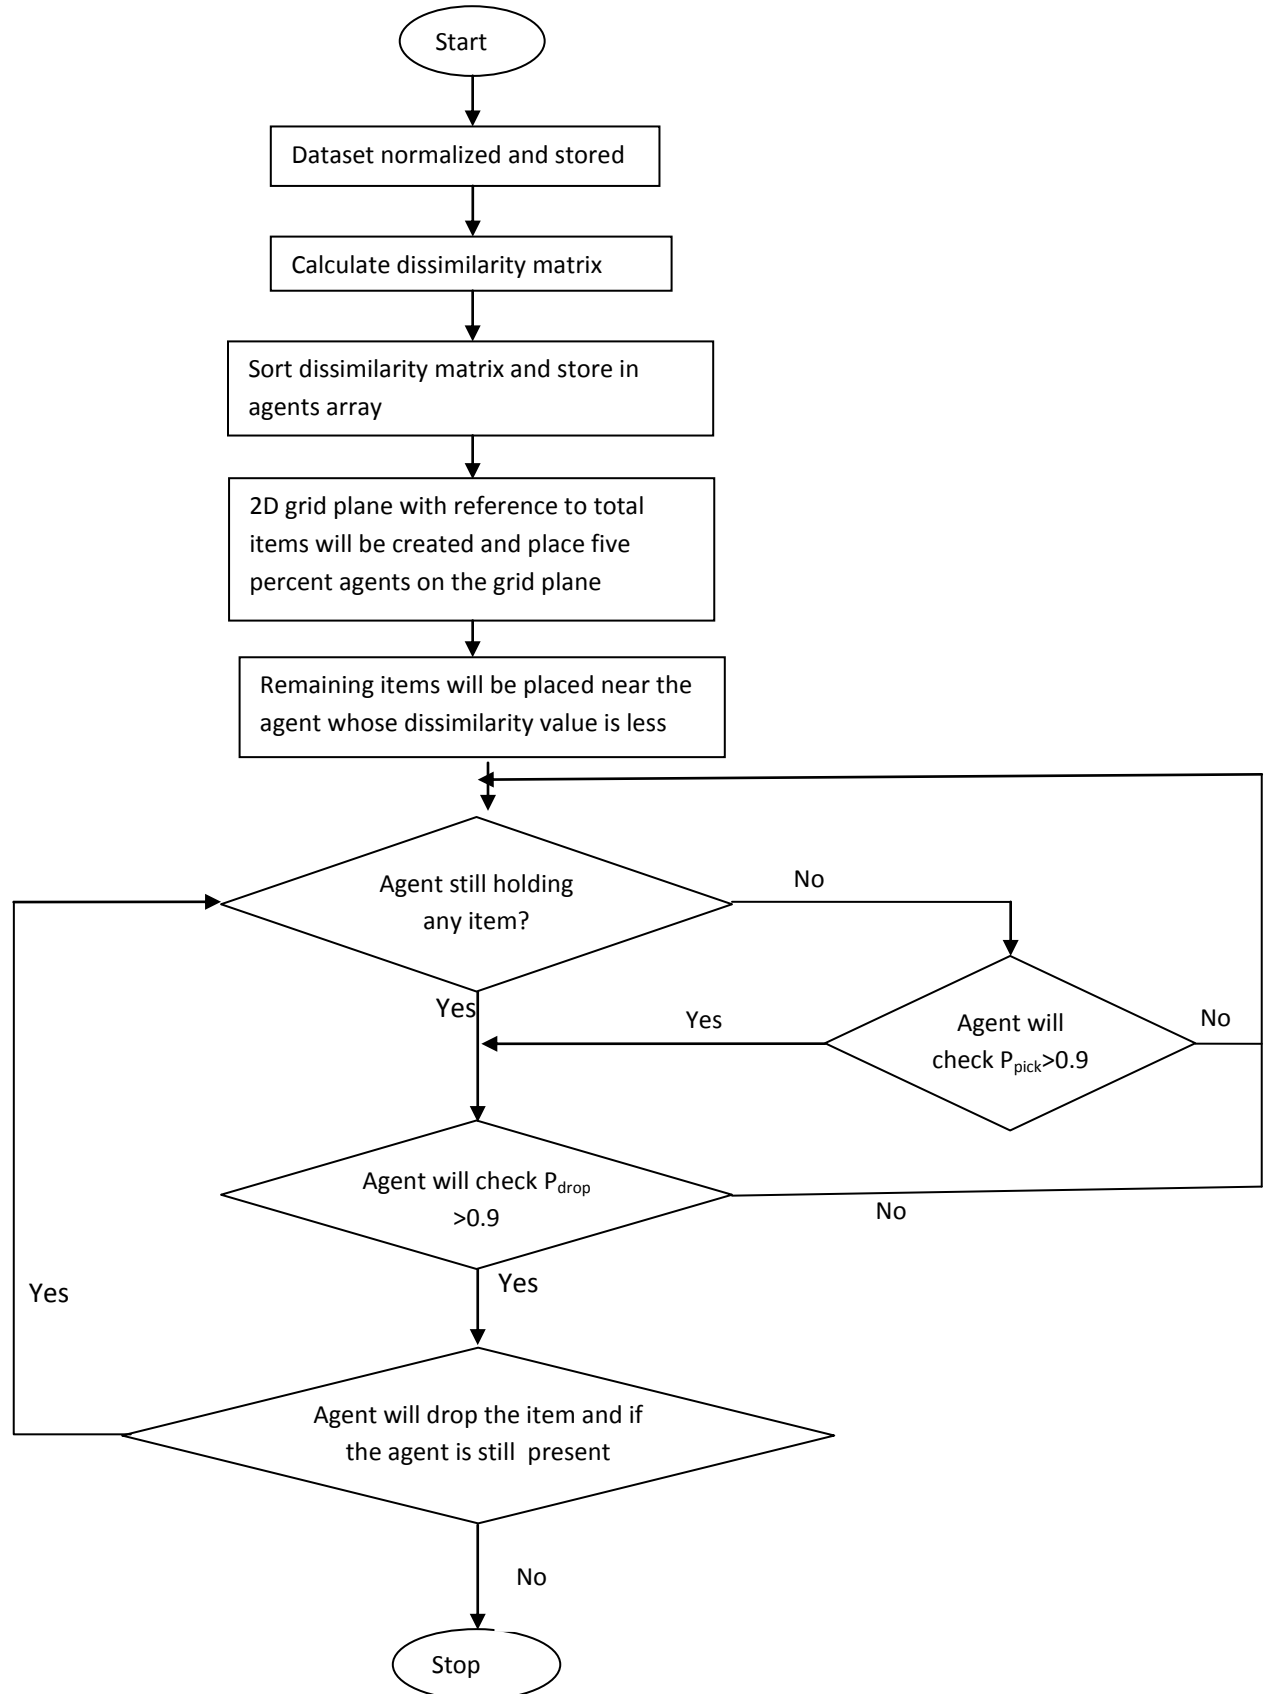 Start
Dataset normalized and stored
Calculate dissimilarity matrix
Sort dissimilarity matrix and store in
agents array
2D grid plane with reference to total
items will be created and place five
percent agents on the grid plane
Remaining items will be placed near the
agent whose dissimilarity value is less
Agent still holding
any item?
No
Yes
Agent will
check Ppick>0.9
Yes
No
Agent will check Pdrop
>0.9
No
Yes
Yes
Agent will drop the item and if
the agent is still present
No
Stop